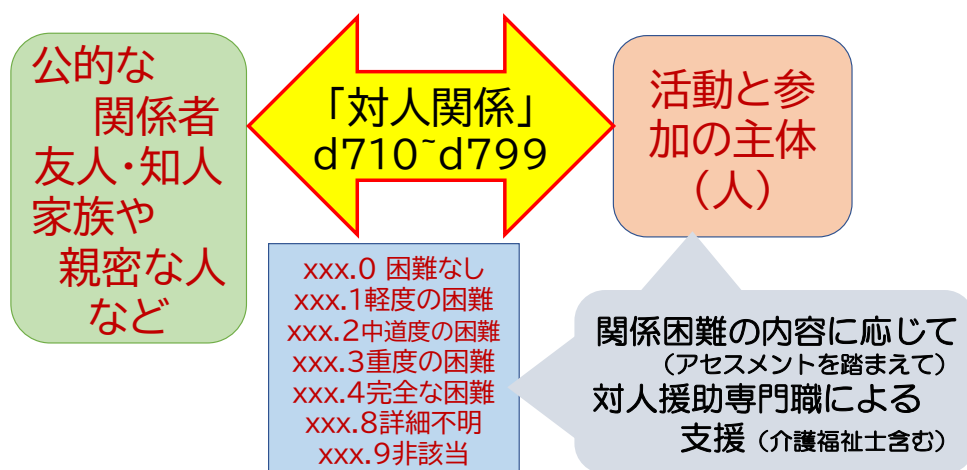 公的な
関係者
友人・知人
家族や
親密な人
など
「対人関係」
d710~d799
活動と参
加の主体
(人)
xxx.0 困難なし
xxx.1軽度の困難
xxx.2中道度の困難
xxx.3重度の困難
xxx.4完全な困難
xxx.8詳細不明
xxx.9非該当
関係困難の内容に応じて
(アセスメントを踏まえて)
対人援助専門職による
支援(介護福祉士含む)